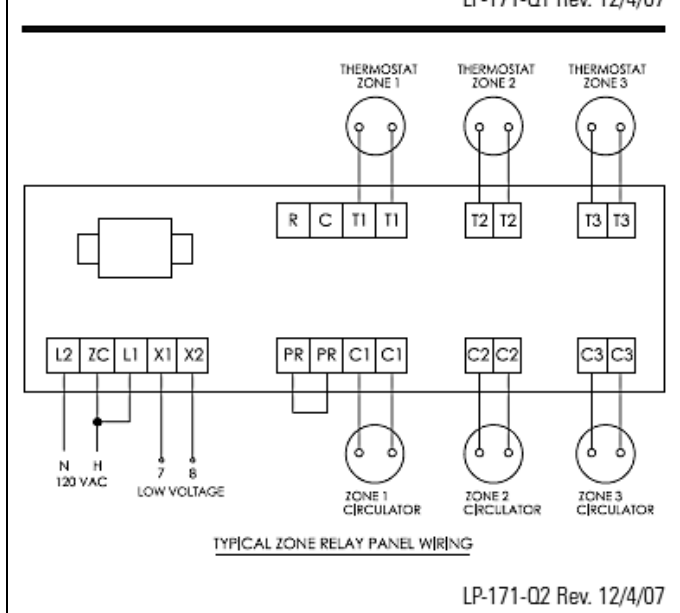 LP-171-Q1 Rev. 12/4/07
THERMOSTAT
ZONE 1
THERMOSTAT
ZONE 2
THERMOSTAT
ZONE 3
R C T1 T1 T2 T2 T3 T3
L2 ZC L1 X1 X2 PR PR C1 C1 C2 C2 C3 C3
N H 7 8
120 VAC
LOW VOLTAGE
ZONE 1
CIRCULATOR
ZONE 2
CIRCULATOR
ZONE 3
CIRCULATOR
TYPICAL ZONE RELAY PANEL WIRING
LP-171-Q2 Rev. 12/4/07